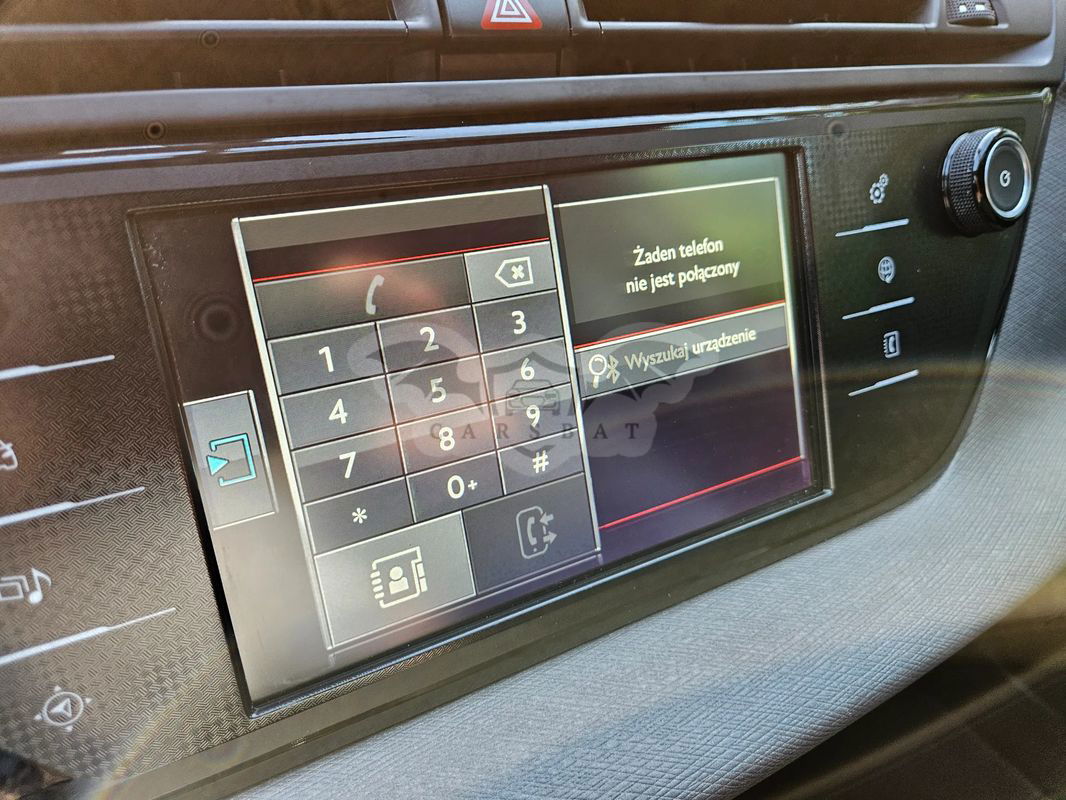 Żaden telefon
nie jest połączony
Wyszukaj urządzenie
1 2 3
4 5 6
7 8 9
* 0+ #
CARSBAT